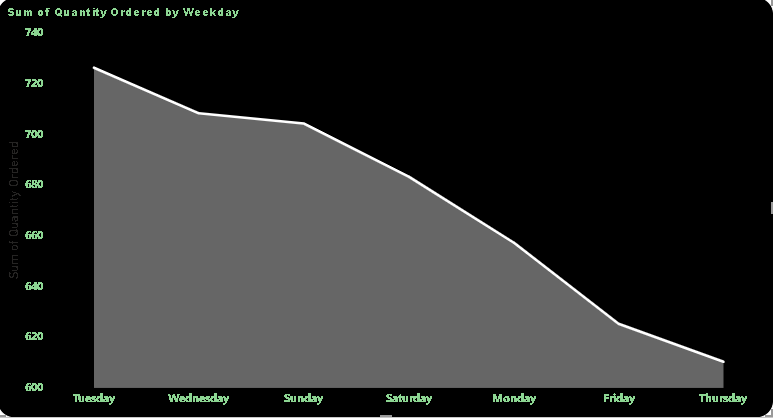 Sum of Quantity Ordered by Weekday
740
720
700
680
660
640
620
600
Sum of Quantity Ordered
Tuesday Wednesday Sunday Saturday Monday Friday Thursday